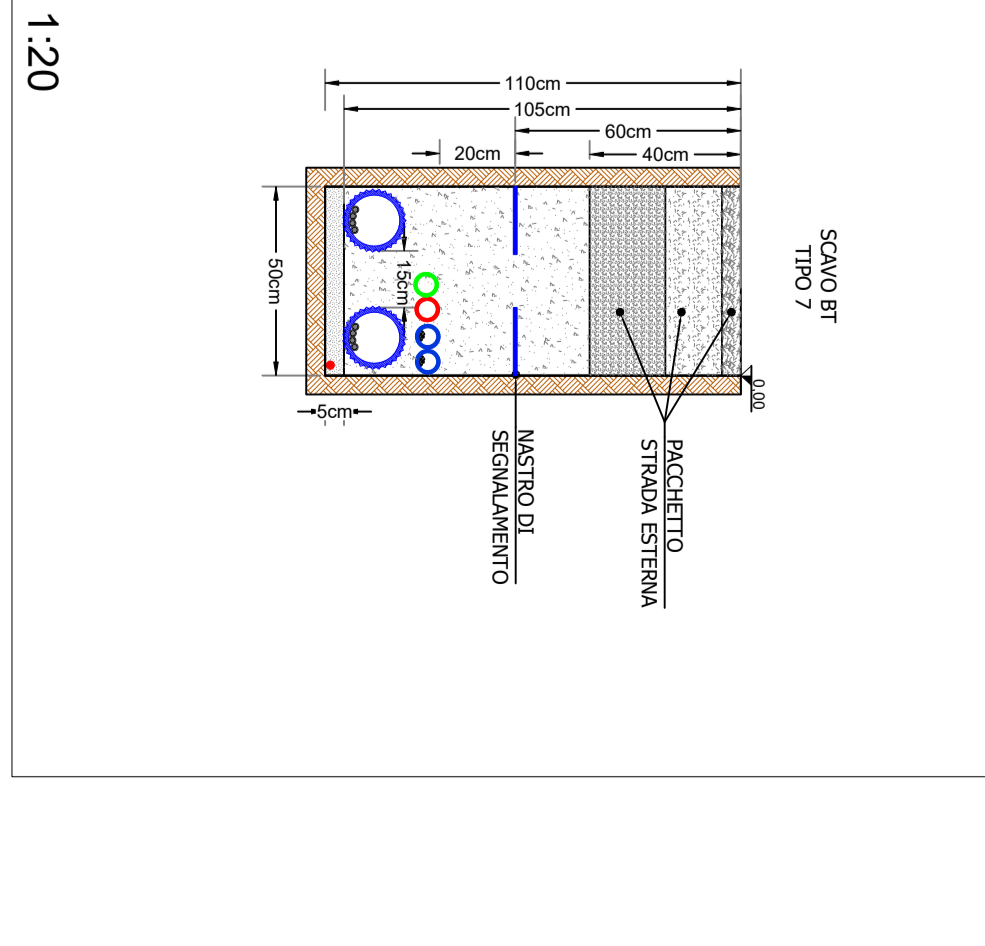 SCAVO BT
TIPO 7
0,00
110cm
105cm
60cm
40cm
20cm
15cm
50cm
5cm
PACCHETTO
STRADA ESTERNA
NASTRO DI
SEGNALAMENTO
1:20